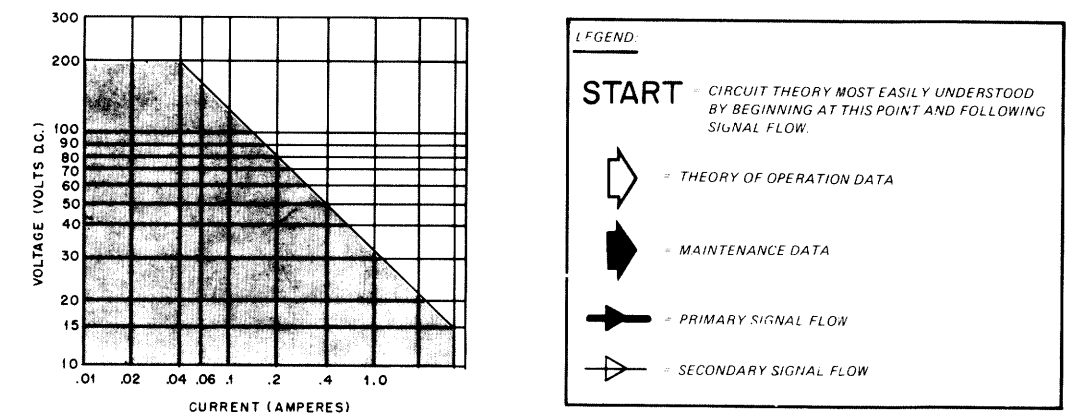 300
200
100
90
80
70
60
50
40
30
20
15
10
VOLTAGE (VOLTS D.C.)
.01 .02 .04 .06 .1 .2 .4 1.0
CURRENT (AMPERES)
LEGEND:
START = CIRCUIT THEORY MOST EASILY UNDERSTOOD
BY BEGINNING AT THIS POINT AND FOLLOWING
SIGNAL FLOW.
= THEORY OF OPERATION DATA
= MAINTENANCE DATA
= PRIMARY SIGNAL FLOW
= SECONDARY SIGNAL FLOW